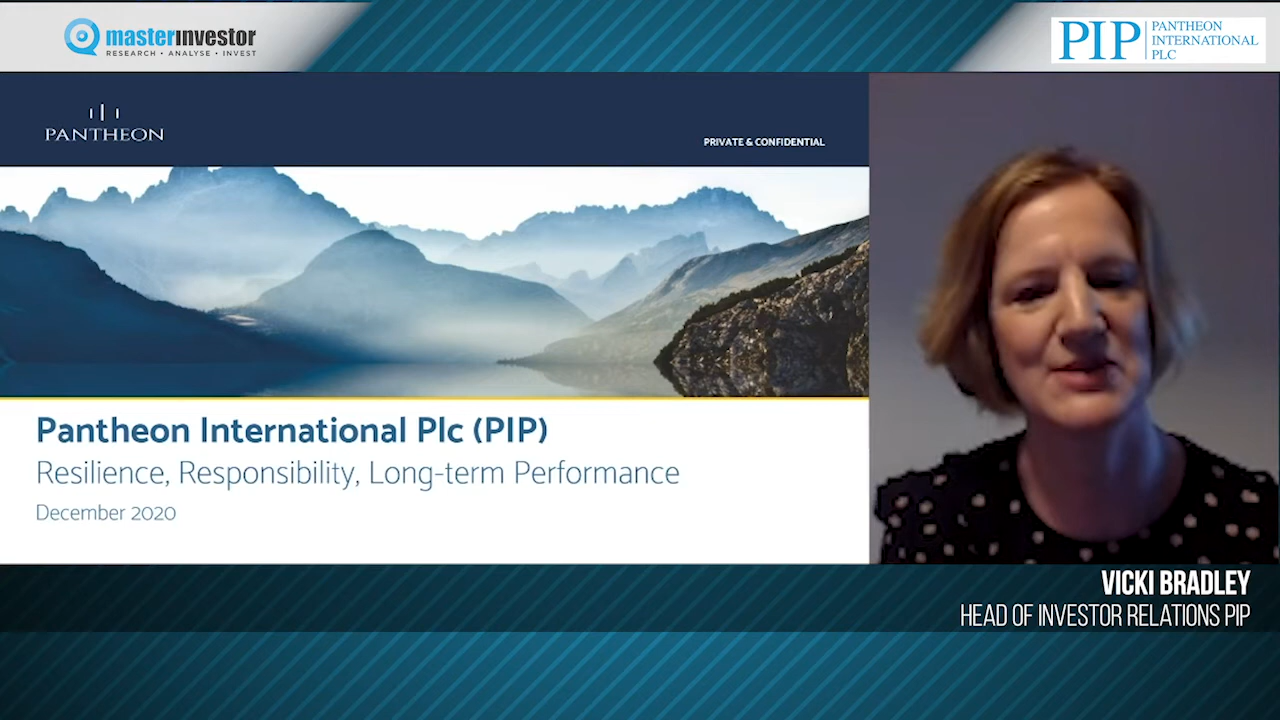 masterinvestor
RESEARCH • ANALYSE • INVEST
PIP
PANTHEON
INTERNATIONAL
PLC
PANTHEON
PRIVATE & CONFIDENTIAL
Pantheon International Plc (PIP)
Resilience, Responsibility, Long-term Performance
December 2020
VICKI BRADLEY
HEAD OF INVESTOR RELATIONS PIP